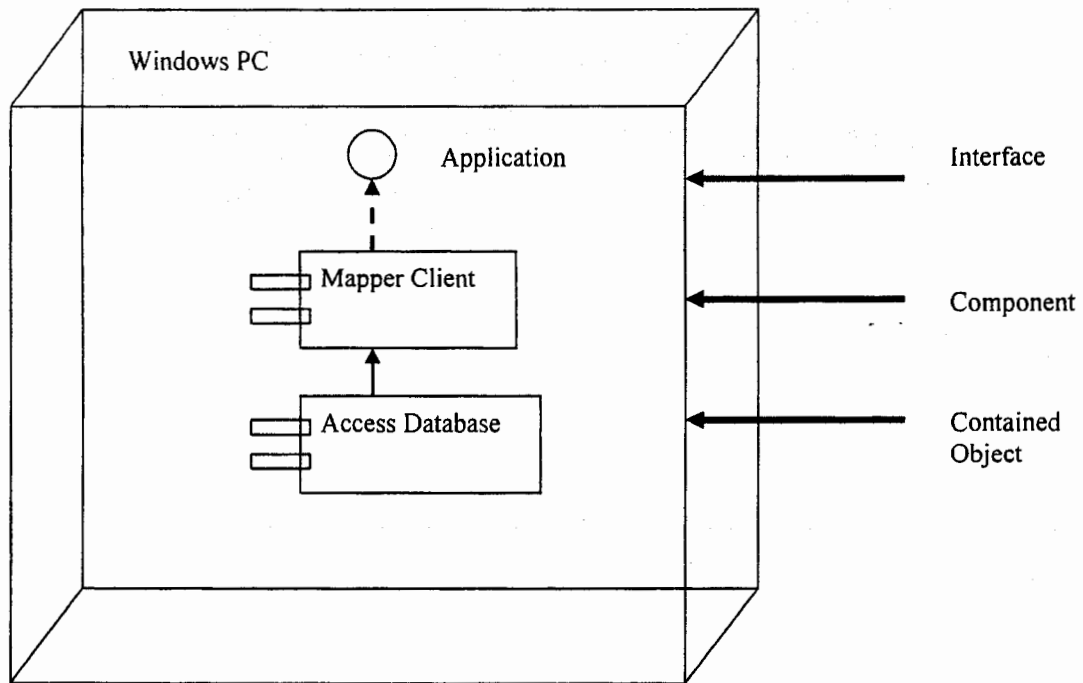 Windows PC
Application
Interface
Mapper Client
Component
Access Database
Contained
Object